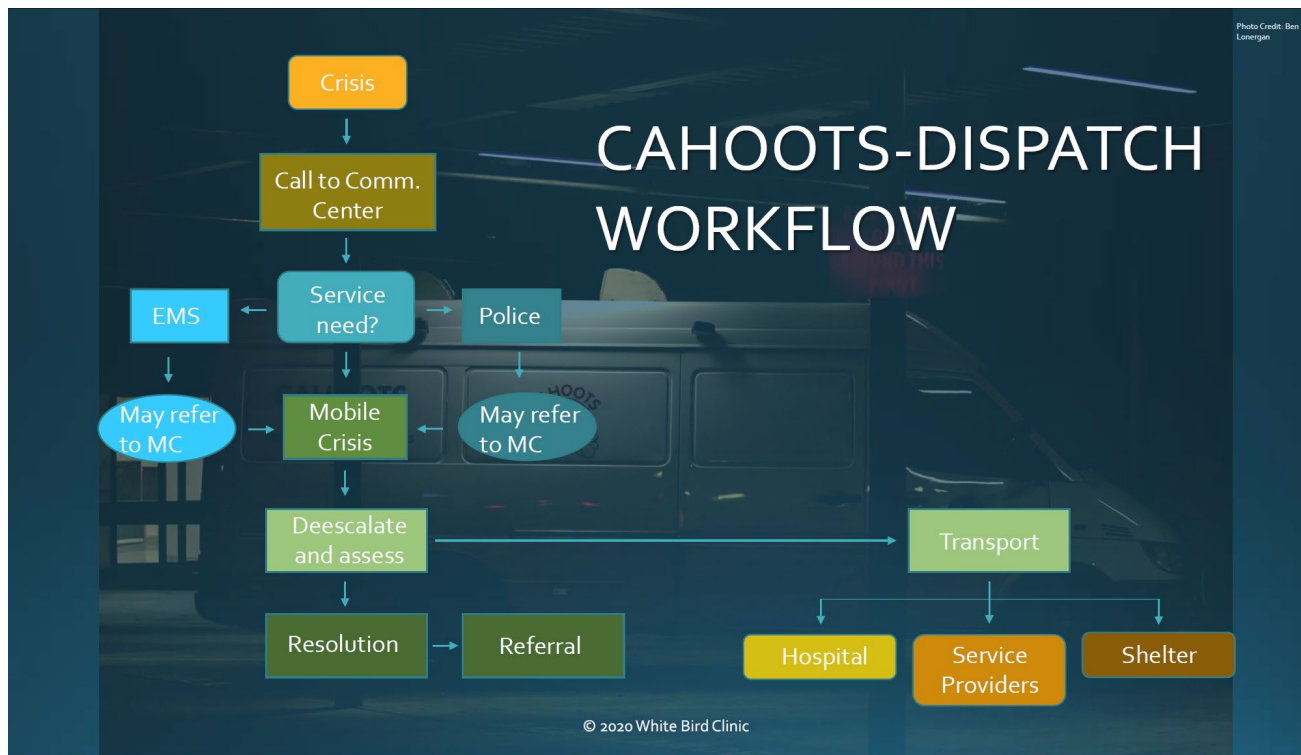 Photo Credit: Ben
Lonergan
CAHOOTS-DISPATCH
WORKFLOW
Crisis
Call to Comm.
Center
Service
need?
EMS
Police
May refer
to MC
Mobile
Crisis
May refer
to MC
Deescalate
and assess
Transport
Resolution
Referral
Hospital
Service
Providers
Shelter
CAHOOTS
CAHOOTS
© 2020 White Bird Clinic